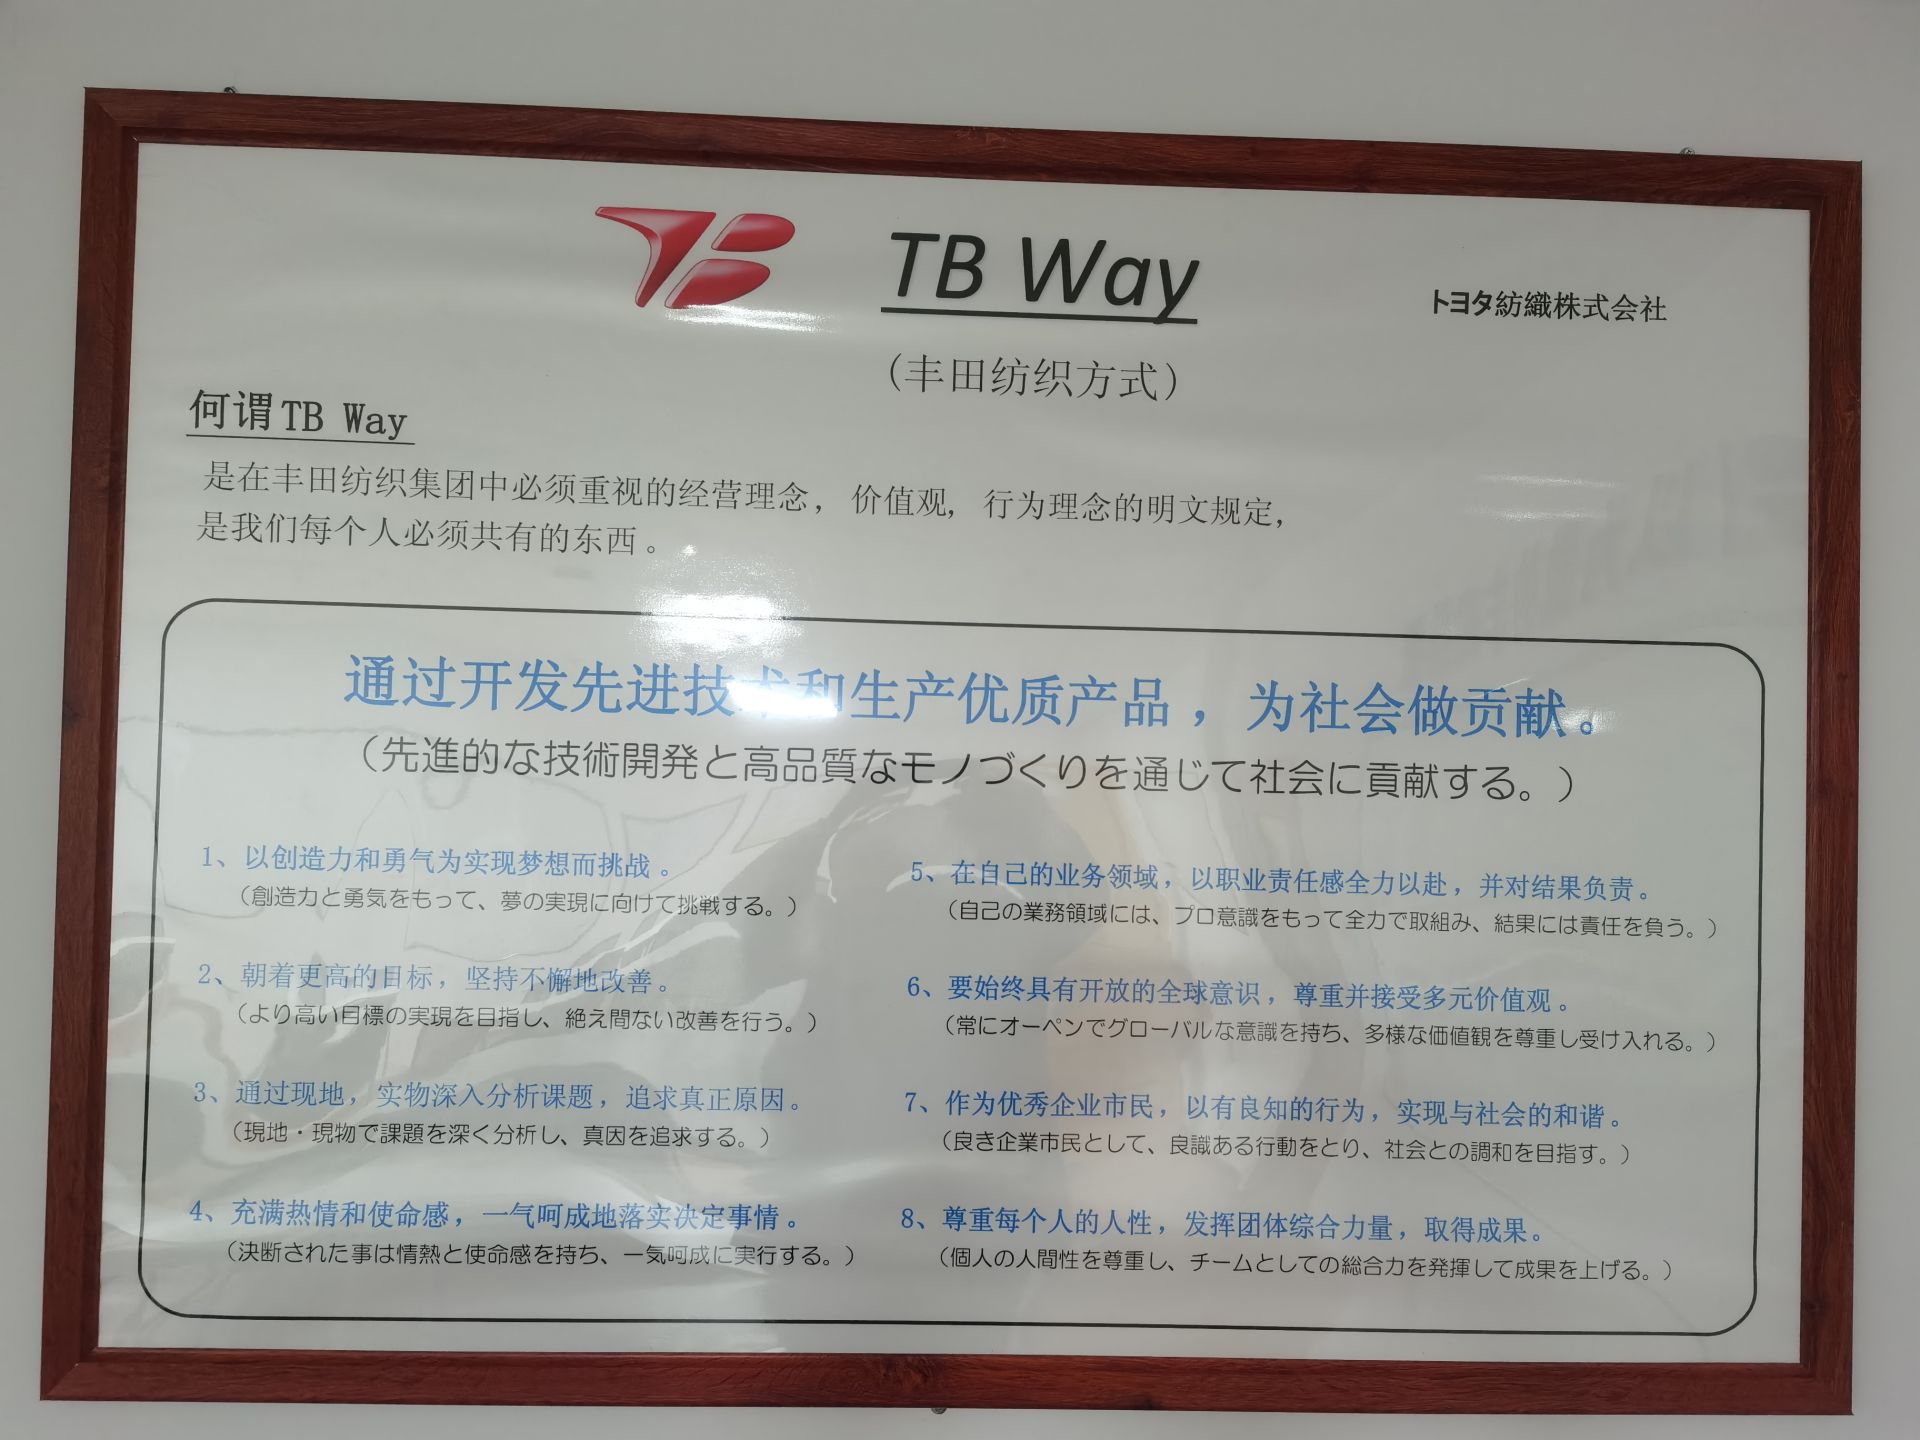 TB TB Way
トヨタ紡織株式会社
(丰田纺织方式)
何谓TB Way
是在丰田纺织集团中必须重视的经营理念，价值观，行为理念的明文规定，
是我们每个人必须共有的东西。
通过开发先进技术和生产优质产品，为社会做贡献。
（先進的な技術開発と高品質なモノづくりを通じて社会に貢献する。）
1、以创造力和勇气为实现梦想而挑战。
（創造力と勇気をもって、夢の実現に向けて挑戦する。）
2、朝着更高的目标，坚持不懈地改善。
（より高い目標の実現を目指し、絶え間ない改善を行う。）
3、通过现地，实物深入分析课题，追求真正原因。
（現地・現物で課題を深く分析し、真因を追求する。）
4、充满热情和使命感，一气呵成地落实决定事情。
（決断された事は情熱と使命感を持ち、一気呵成に実行する。）
5、在自己的业务领域，以职业责任感全力以赴，并对结果负责。
（自己の業務領域には、プロ意識をもって全力で取組み、結果には責任を負う。）
6、要始终具有开放的全球意识，尊重并接受多元价值观。
（常にオーペンでグローバルな意識を持ち、多様な価値観を尊重し受け入れる。）
7、作为优秀企业市民，以有良知的行为，实现与社会的和谐。
（良き企業市民として、良識ある行動をとり、社会との調和を目指す。）
8、尊重每个人的人性，发挥团体综合力量，取得成果。
（個人の人間性を尊重し、チームとしての総合力を発揮して成果を上げる。）